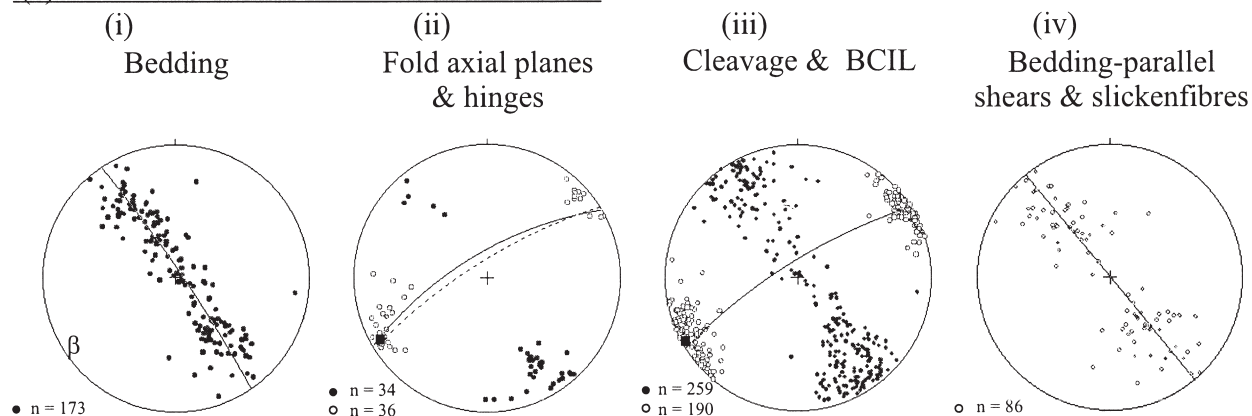 (i)
Bedding
(ii)
Fold axial planes
& hinges
(iii)
Cleavage & BCIL
(iv)
Bedding-parallel
shears & slickenfibres
β
n = 173
n = 34
n = 36
n = 259
n = 190
n = 86